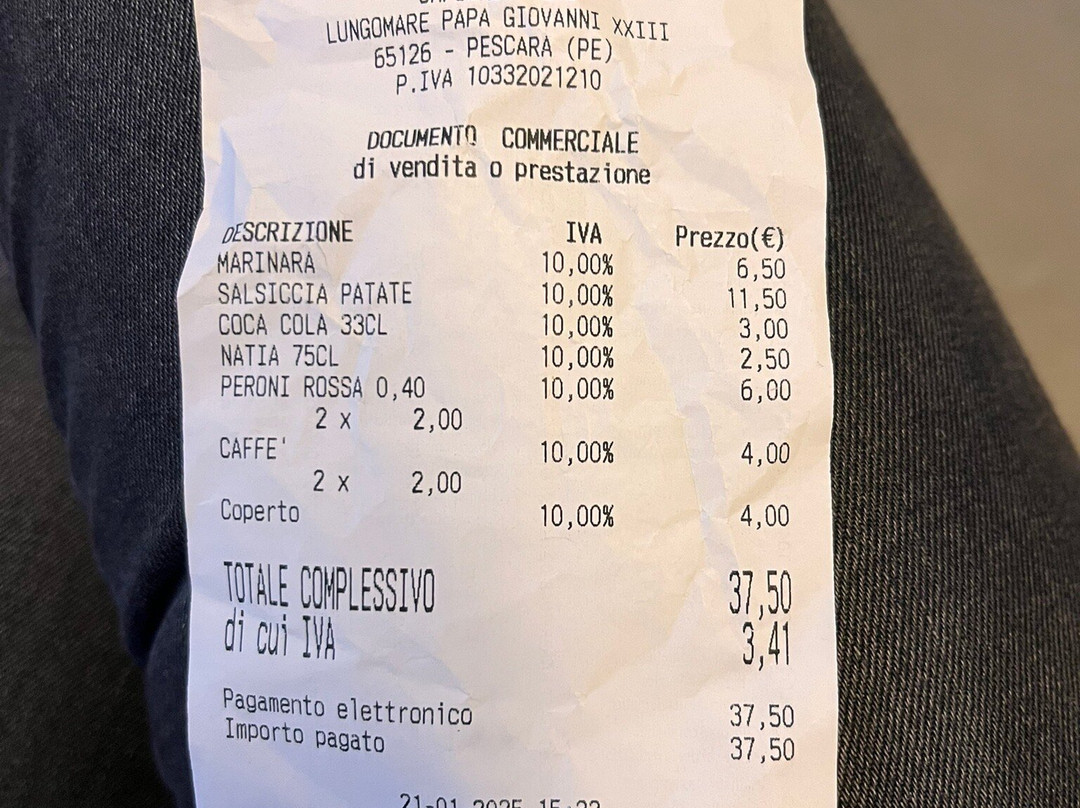 LUNGOMARE PAPA GIOVANNI XXIII
65126 - PESCARA (PE)
P.IVA 10332021210
DOCUMENTO COMMERCIALE
di vendita o prestazione
DESCRIZIONE IVA Prezzo(€)
MARINARA 10,00% 6,50
SALSICCIA PATATE 10,00% 11,50
COCA COLA 33CL 10,00% 3,00
NATIA 75CL 10,00% 2,50
PERONI ROSSA 0,40 10,00% 6,00
2 x 2,00
CAFFE' 10,00% 4,00
2 x 2,00
Coperto 10,00% 4,00
TOTALE COMPLESSIVO 37,50
di cui IVA 3,41
Pagamento elettronico 37,50
Importo pagato 37,50
21-01-2025